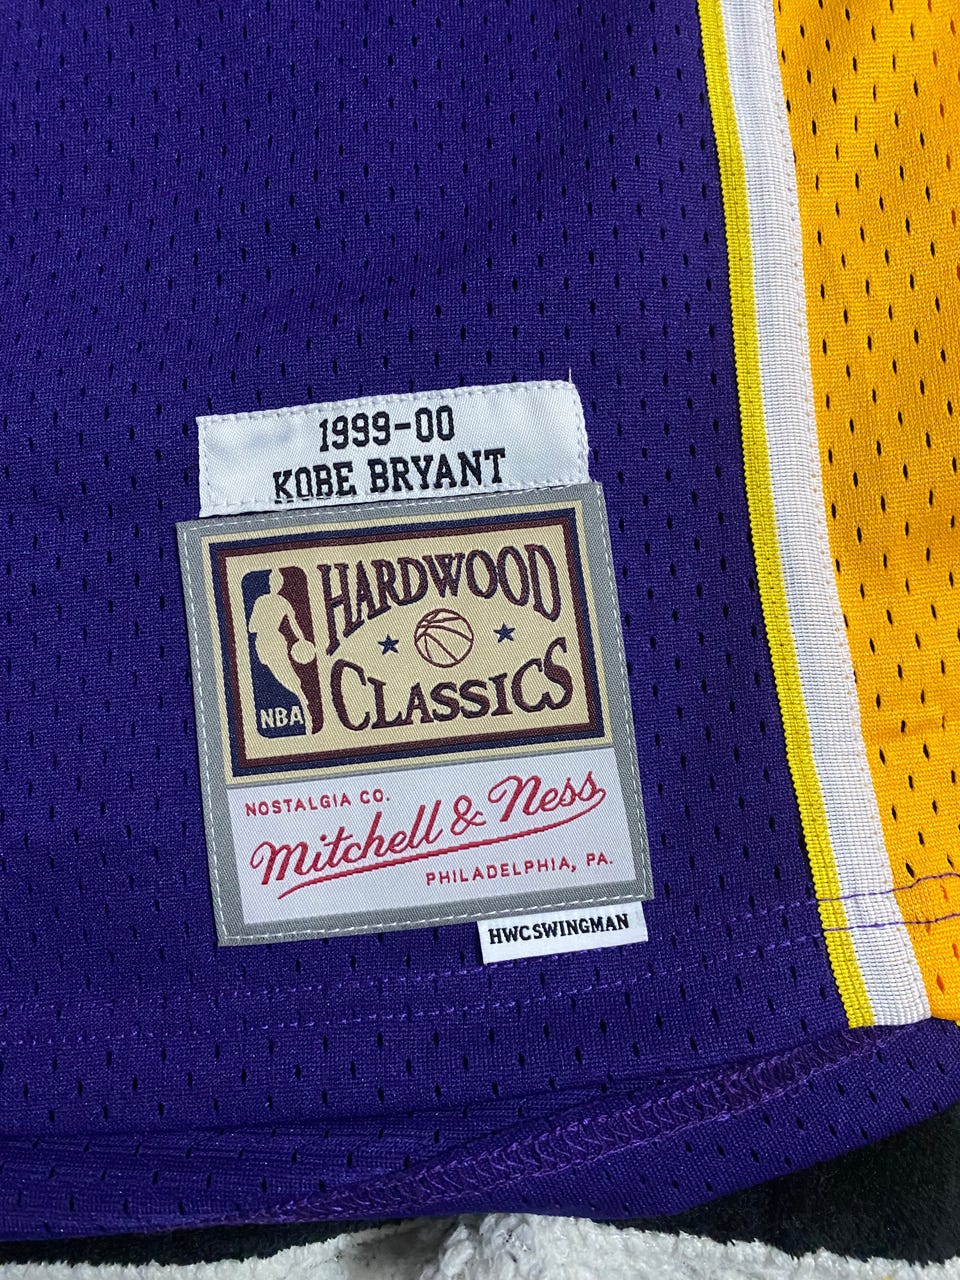 1999-00
KOBE BRYANT
HARDWOOD
CLASSICS
NBA
NOSTALGIA CO.
Mitchell & Ness
PHILADELPHIA, PA.
HWCSWINGMAN